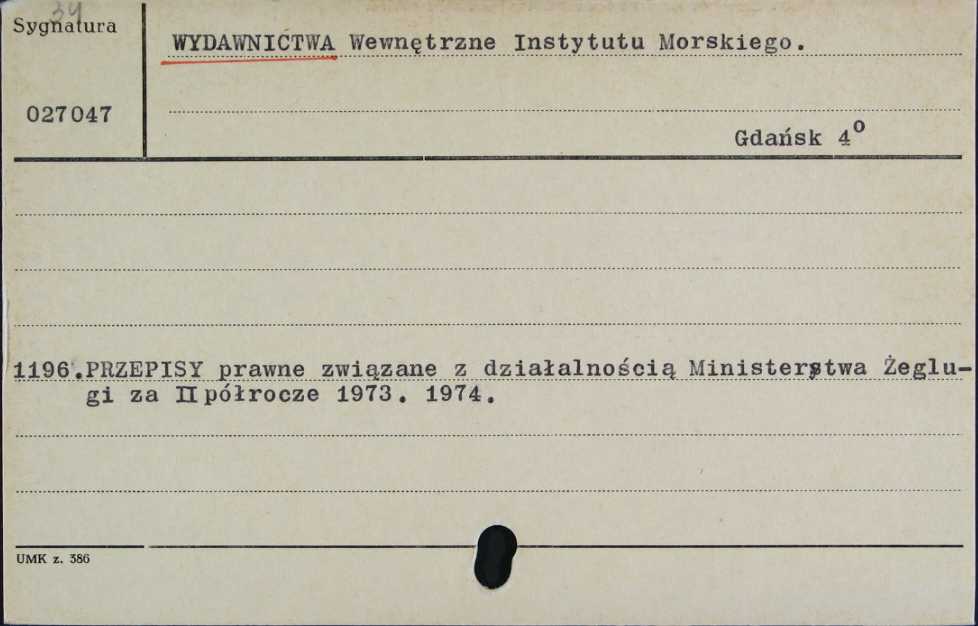 34
Sygnatura
WYDAWNICTWA Wewnętrzne Instytutu Morskiego.
027047
Gdańsk 4º
1196.PRZEPISY prawne związane z działalnością Ministerstwa Żeglu-
gi za II półrocze 1973. 1974.
UMK z. 386